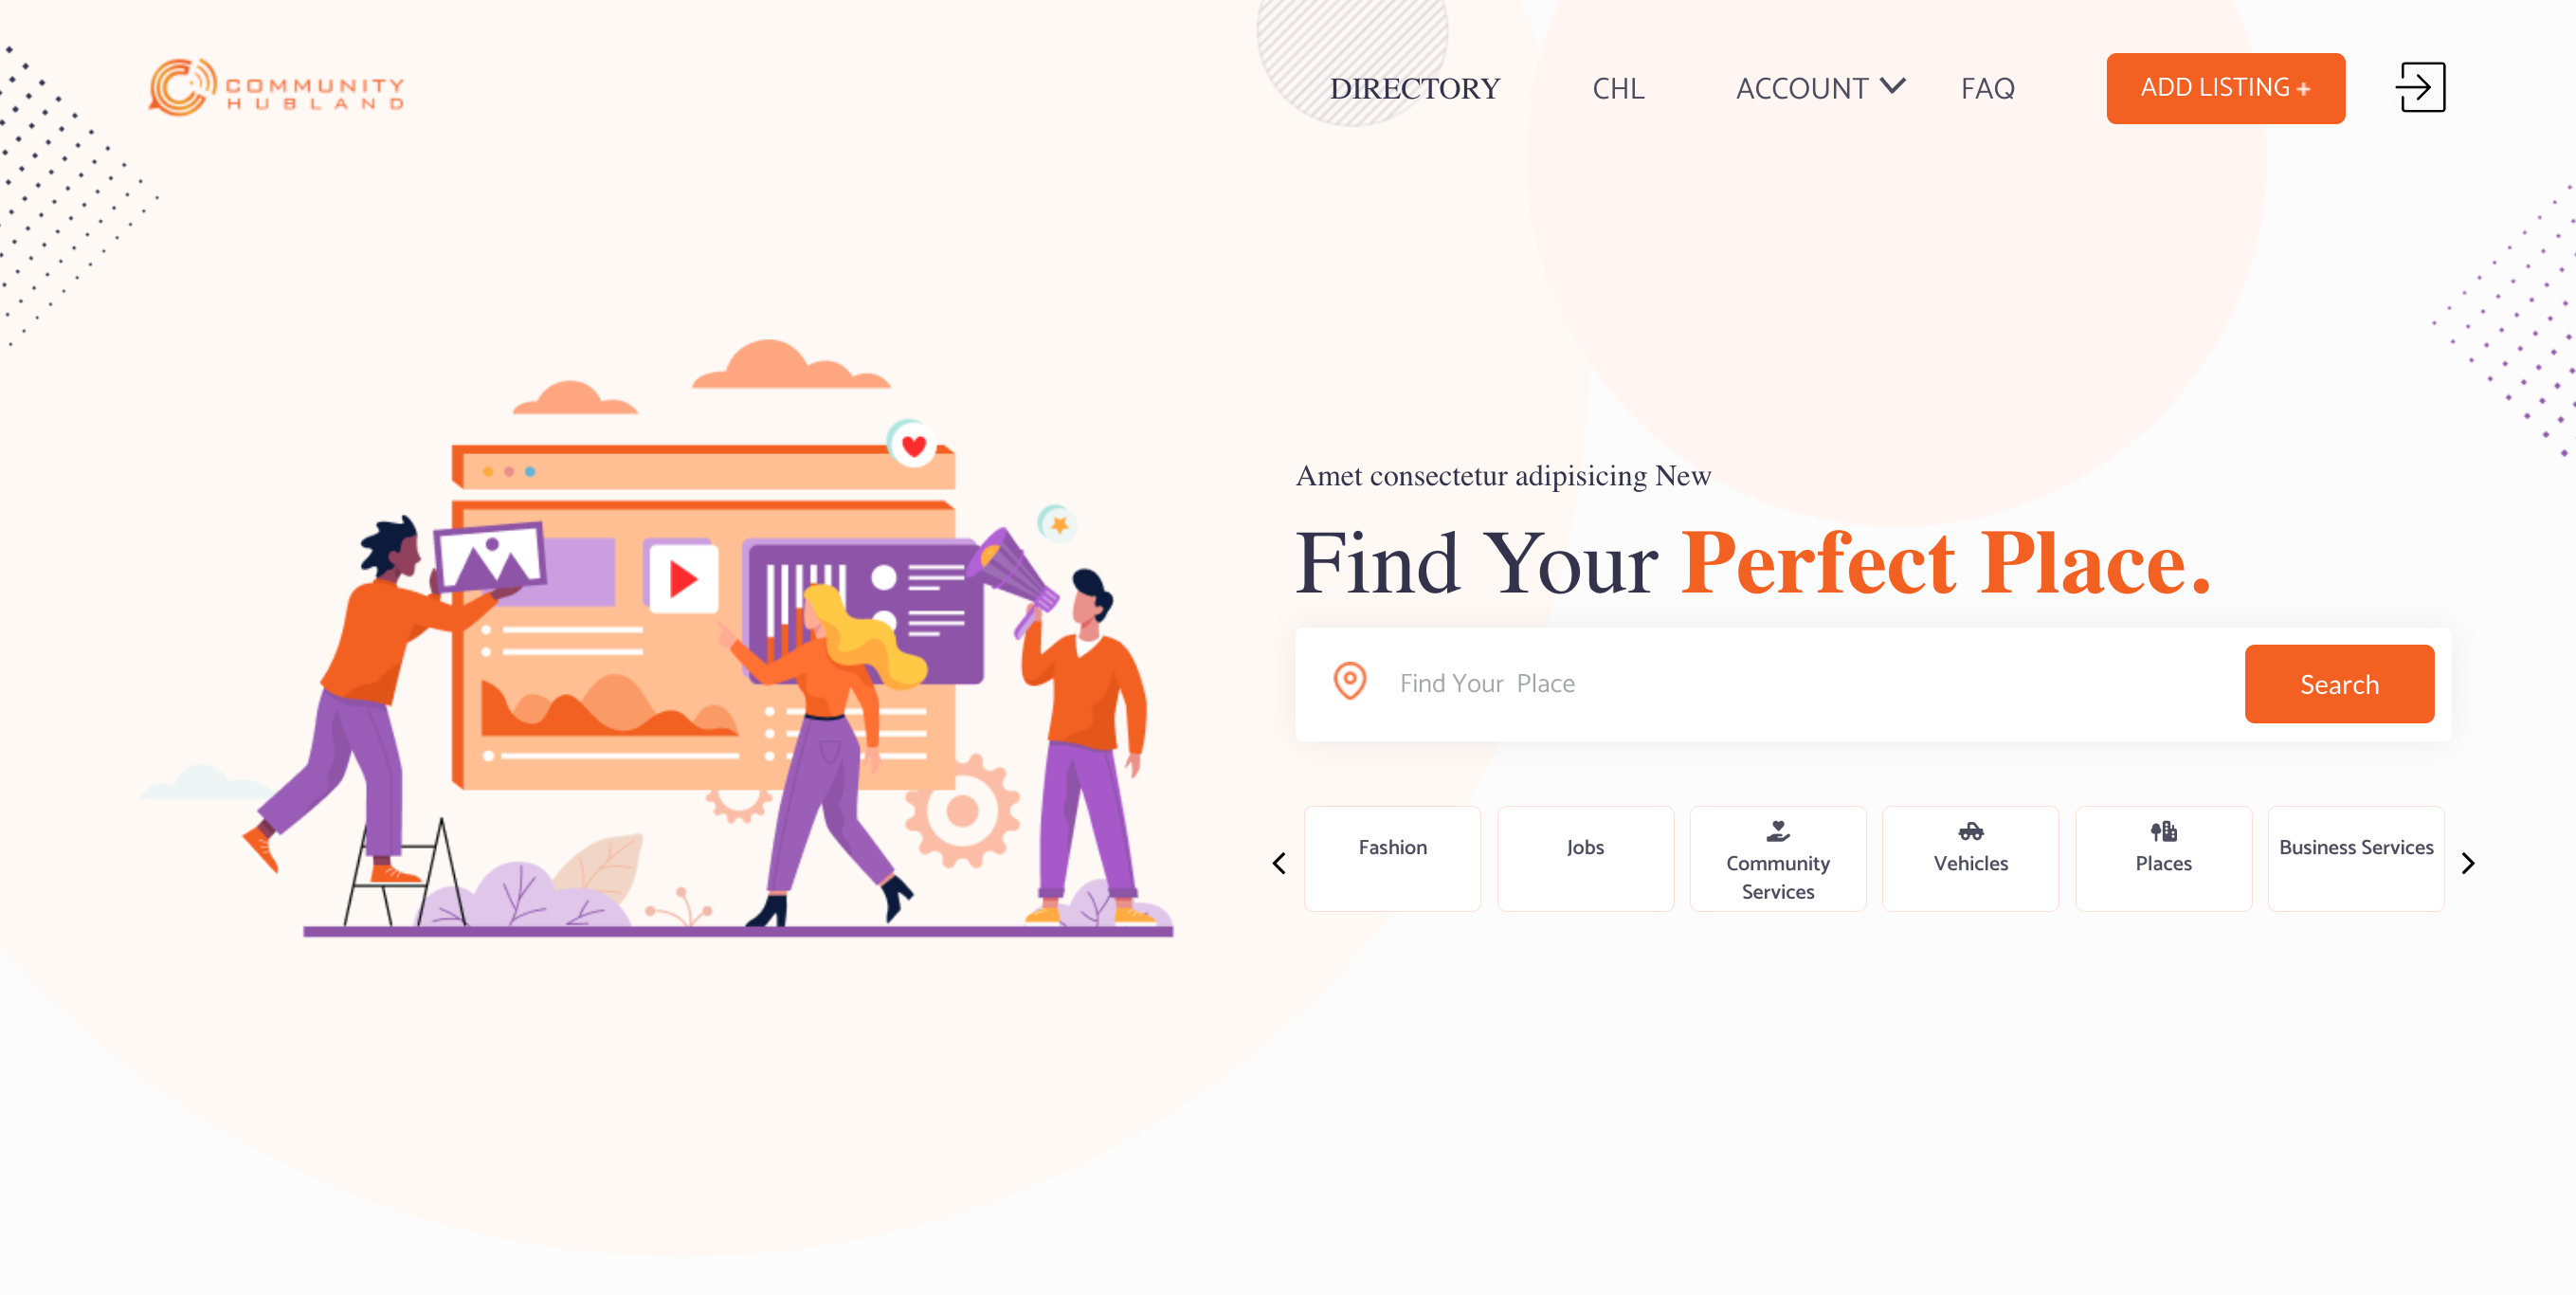 COMMUNITY
HUBLAND
DIRECTORY
CHL
ACCOUNT
FAQ
ADD LISTING +
Amet consectetur adipisicing New
Find Your Perfect Place.
Find Your  Place
Search
Fashion
Jobs
Community
Services
Vehicles
Places
Business Services